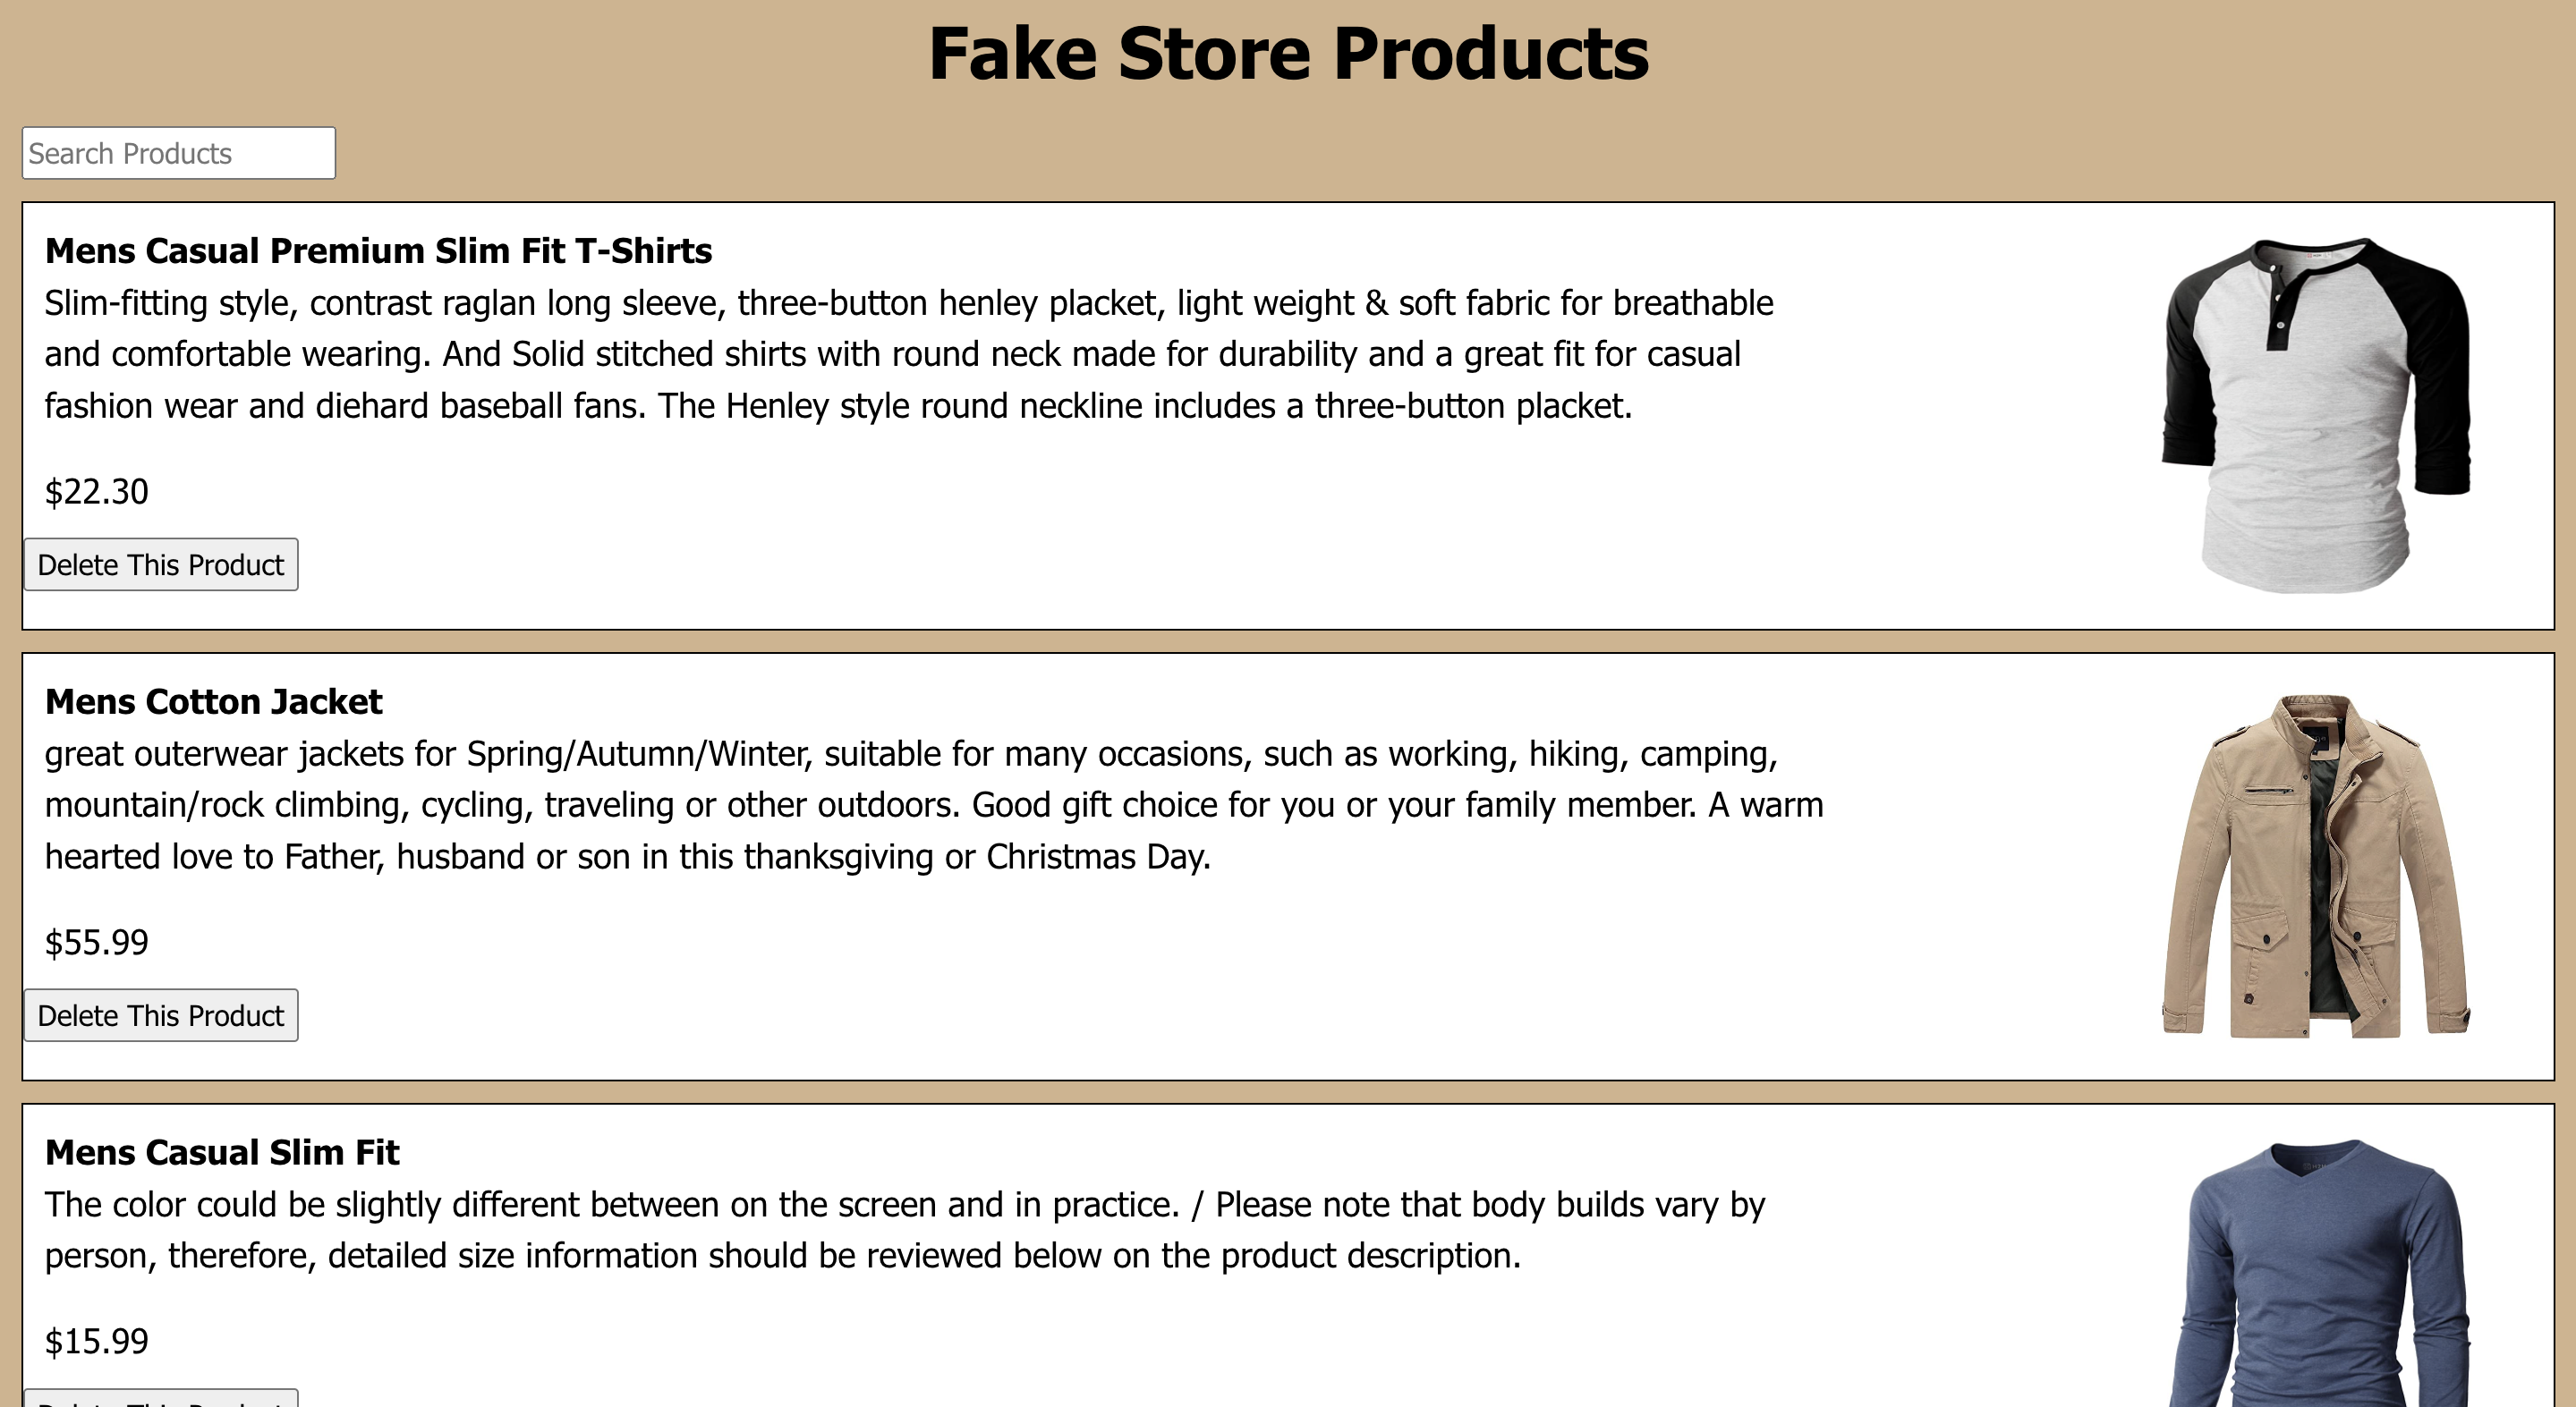 Fake Store Products
Search Products
Mens Casual Premium Slim Fit T-Shirts
Slim-fitting style, contrast raglan long sleeve, three-button henley placket, light weight & soft fabric for breathable
and comfortable wearing. And Solid stitched shirts with round neck made for durability and a great fit for casual
fashion wear and diehard baseball fans. The Henley style round neckline includes a three-button placket.
$22.30
Delete This Product
Mens Cotton Jacket
great outerwear jackets for Spring/Autumn/Winter, suitable for many occasions, such as working, hiking, camping,
mountain/rock climbing, cycling, traveling or other outdoors. Good gift choice for you or your family member. A warm
hearted love to Father, husband or son in this thanksgiving or Christmas Day.
$55.99
Delete This Product
Mens Casual Slim Fit
The color could be slightly different between on the screen and in practice. / Please note that body builds vary by
person, therefore, detailed size information should be reviewed below on the product description.
$15.99
Delete This Product